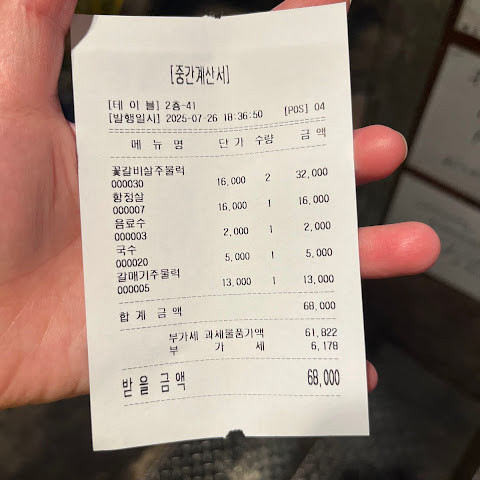 [중간계산서]
[테 이 블] 2층-41
[발행일시] 2025-07-26 18:36:50 [POS] 04
메 뉴 명 단 가 수량 금 액
꽃갈비살주물럭
000030 16,000 2 32,000
항정살
000007 16,000 1 16,000
음료수
000003 2,000 1 2,000
국수
000020 5,000 1 5,000
갈매기주물럭
000005 13,000 1 13,000
합 계 금 액 68,000
부가세 과세물품가액 61,822
부 가 세 6,178
받을 금액 68,000